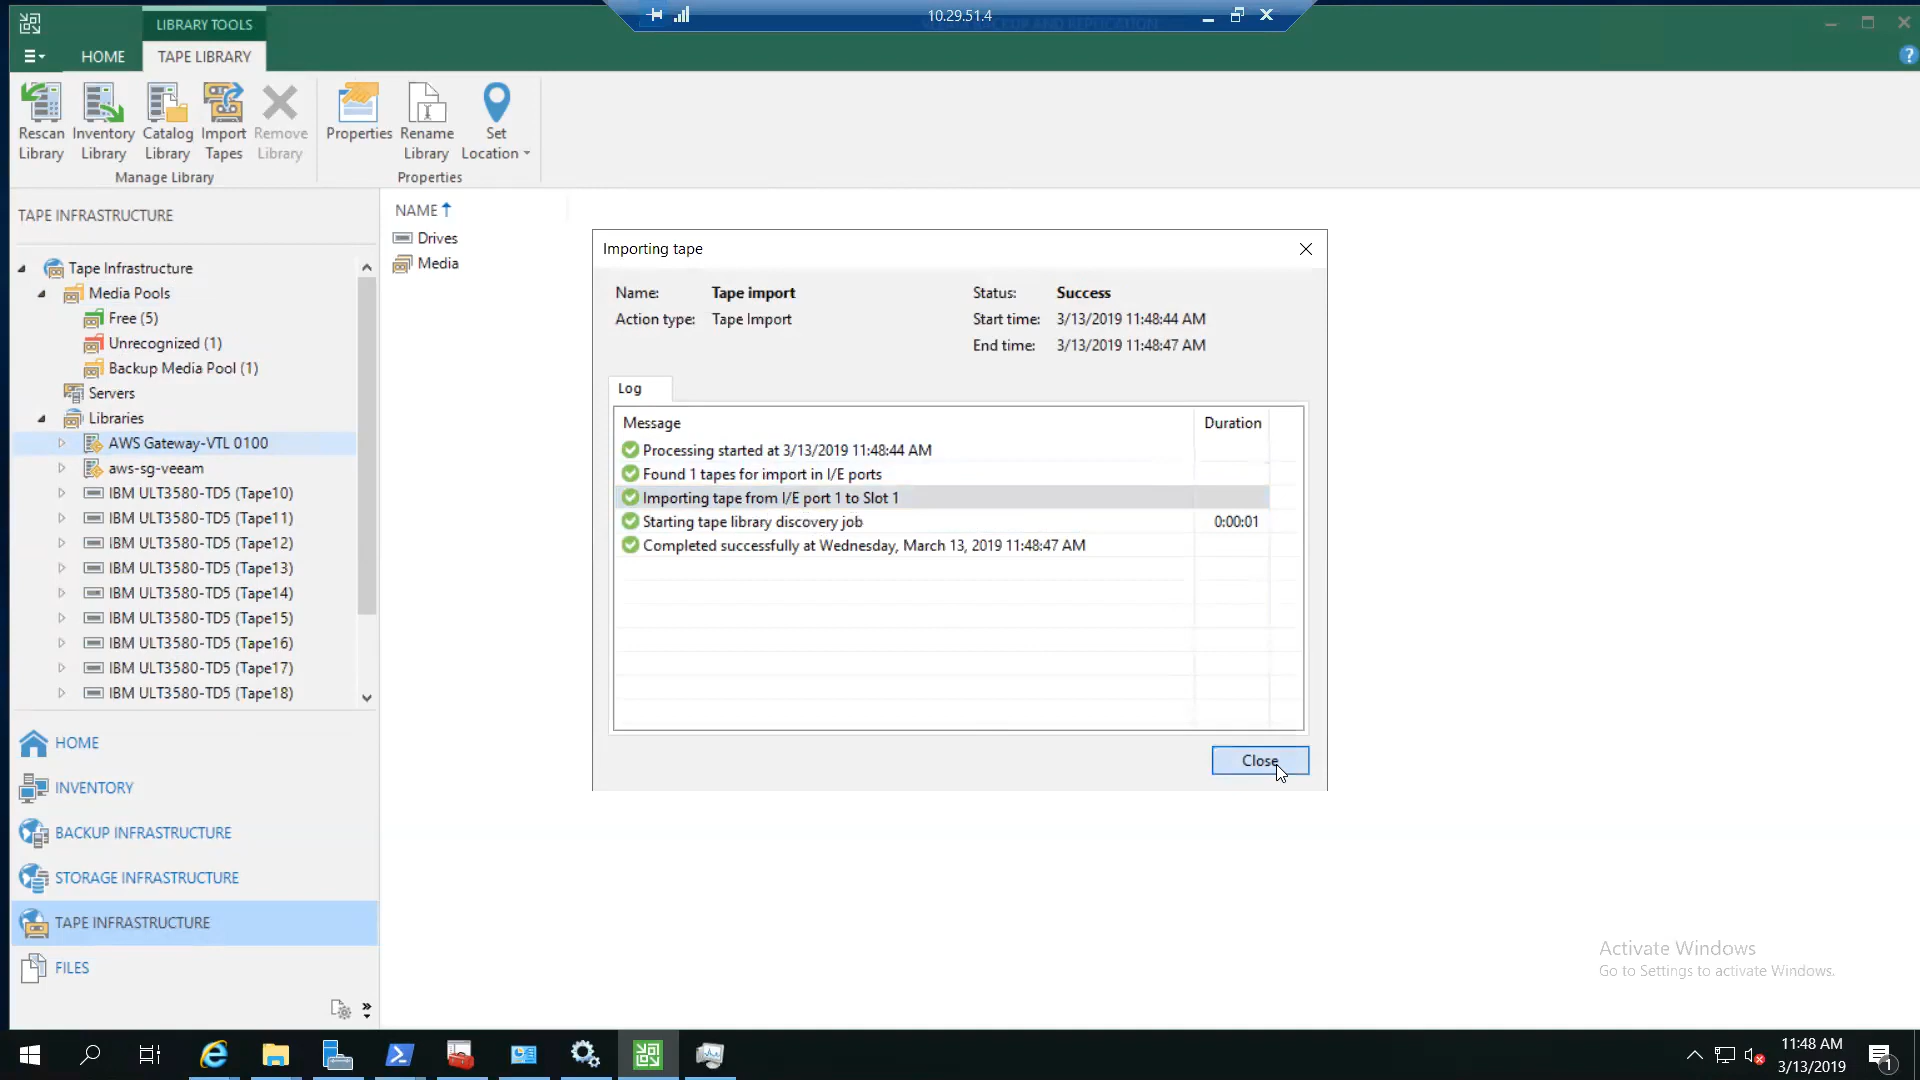 10.29.51.4
LIBRARY TOOLS
HOME
TAPE LIBRARY
Rescan Library
Inventory Library
Catalog Library
Import Tapes
Remove Library
Manage Library
Properties
Rename Library
Set Location
Properties
TAPE INFRASTRUCTURE
Tape Infrastructure
Media Pools
Free (5)
Unrecognized (1)
Backup Media Pool (1)
Servers
Libraries
AWS Gateway-VTL 0100
aws-sg-veeam
IBM ULT3580-TD5 (Tape10)
IBM ULT3580-TD5 (Tape11)
IBM ULT3580-TD5 (Tape12)
IBM ULT3580-TD5 (Tape13)
IBM ULT3580-TD5 (Tape14)
IBM ULT3580-TD5 (Tape15)
IBM ULT3580-TD5 (Tape16)
IBM ULT3580-TD5 (Tape17)
IBM ULT3580-TD5 (Tape18)
HOME
INVENTORY
BACKUP INFRASTRUCTURE
STORAGE INFRASTRUCTURE
TAPE INFRASTRUCTURE
FILES
NAME
Drives
Media
Importing tape
Name: Tape import
Action type: Tape Import
Status: Success
Start time: 3/13/2019 11:48:44 AM
End time: 3/13/2019 11:48:47 AM
Log
Message Duration
Processing started at 3/13/2019 11:48:44 AM
Found 1 tapes for import in I/E ports
Importing tape from I/E port 1 to Slot 1
Starting tape library discovery job 0:00:01
Completed successfully at Wednesday, March 13, 2019 11:48:47 AM
Close
Activate Windows
Go to Settings to activate Windows.
11:48 AM
3/13/2019
1